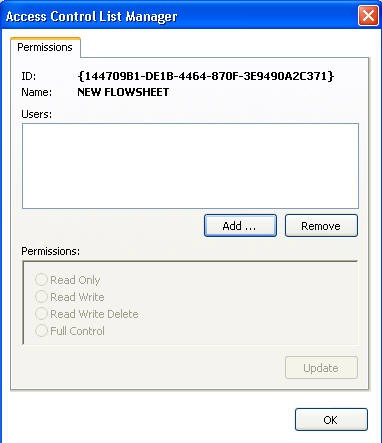 Access Control List Manager
Permissions
ID: {144709B1-DE1B-4464-870F-3E9490A2C371}
Name: NEW FLOWSHEET
Users:
Add ... Remove
Permissions:
Read Only
Read Write
Read Write Delete
Full Control
Update
OK